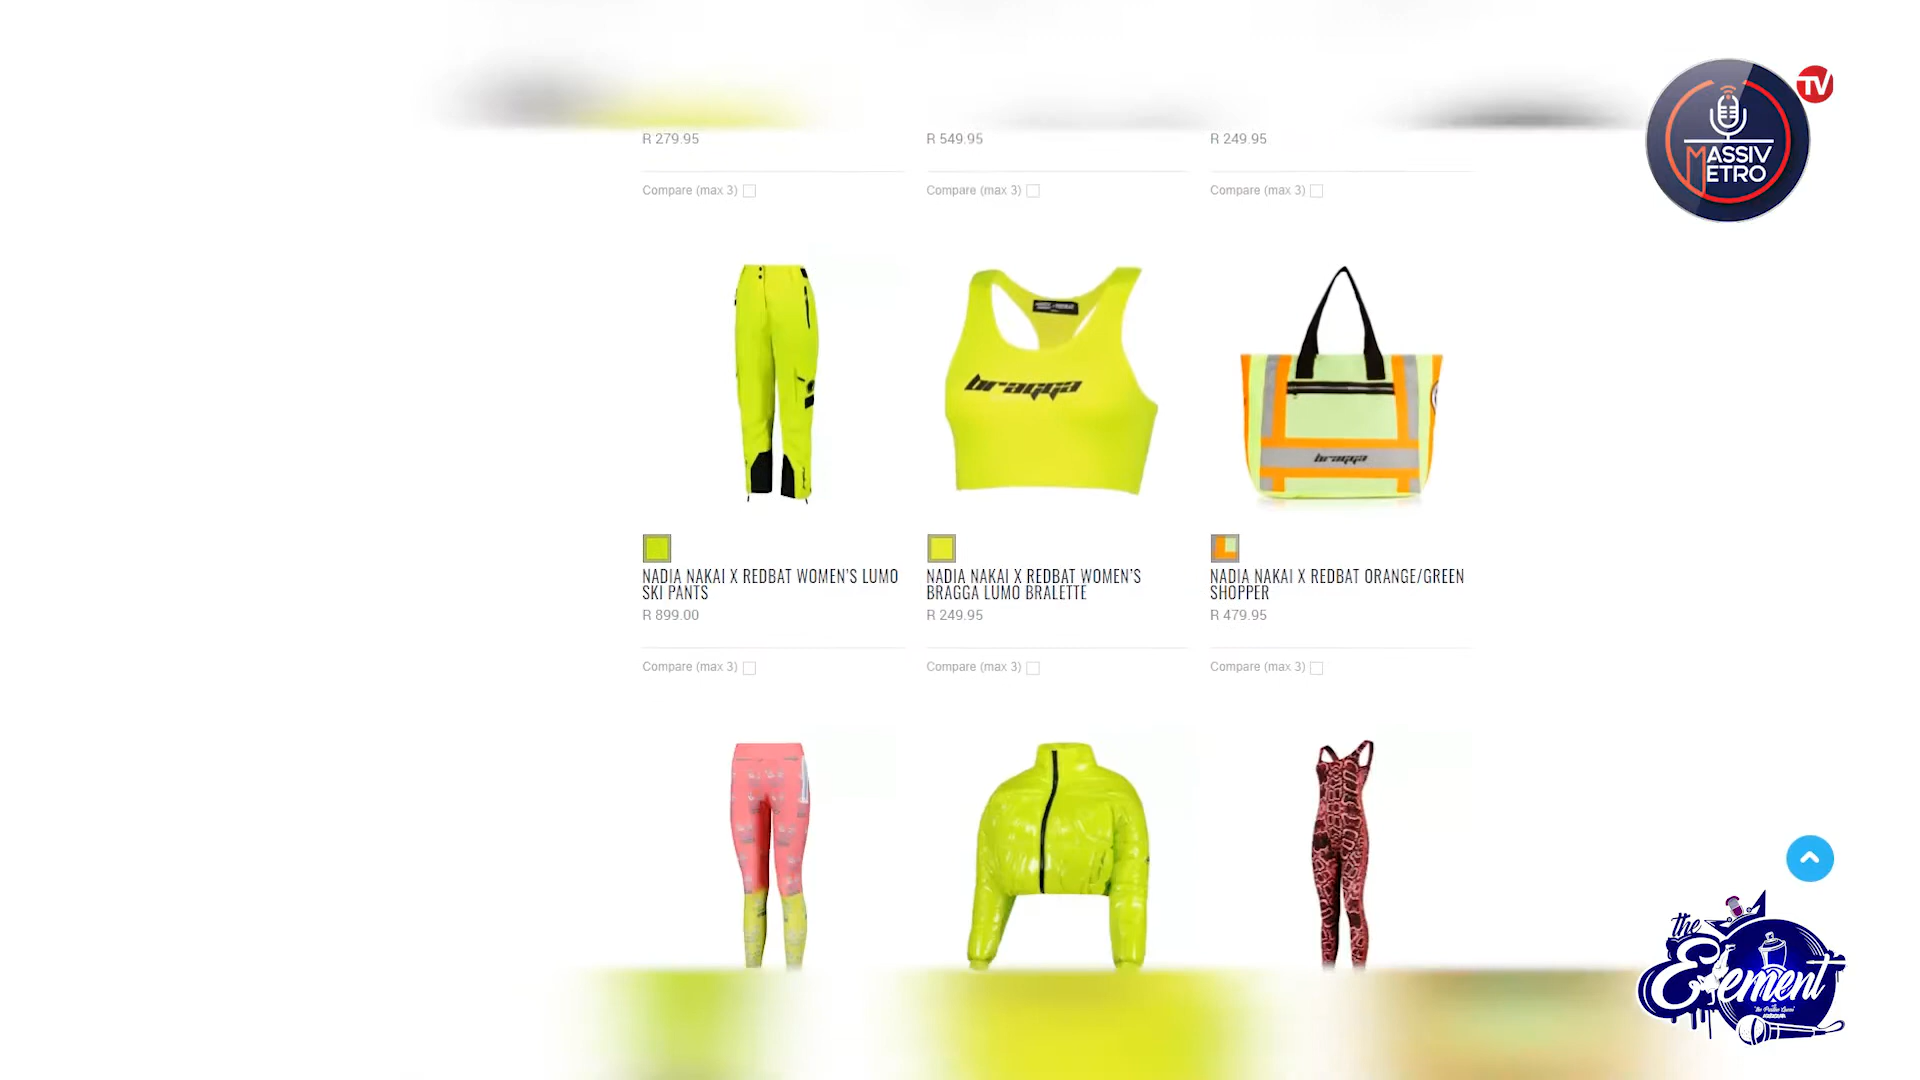 TV
MASSIV
METRO
R 279.95
R 549.95
R 249.95
Compare (max 3)
Compare (max 3)
Compare (max 3)
bragga
bragga
NADIA NAKAI X REDBAT WOMEN'S LUMO
SKI PANTS
R 899.00
NADIA NAKAI X REDBAT WOMEN'S
BRAGGA LUMO BRALETTE
R 249.95
NADIA NAKAI X REDBAT ORANGE/GREEN
SHOPPER
R 479.95
Compare (max 3)
Compare (max 3)
Compare (max 3)
the
Element